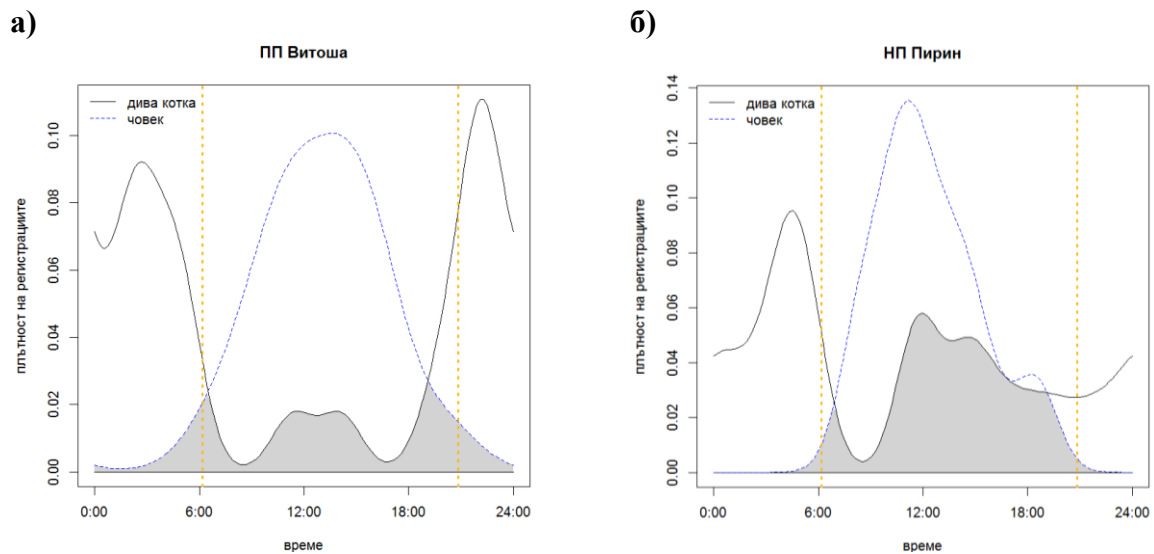 а)
ПП Витоша
дива котка
човек
плътност на регистрациите
0.00
0.02
0.04
0.06
0.08
0.10
0:00
6:00
12:00
18:00
24:00
време
б)
НП Пирин
дива котка
човек
плътност на регистрациите
0.00
0.02
0.04
0.06
0.08
0.10
0.12
0.14
0:00
6:00
12:00
18:00
24:00
време